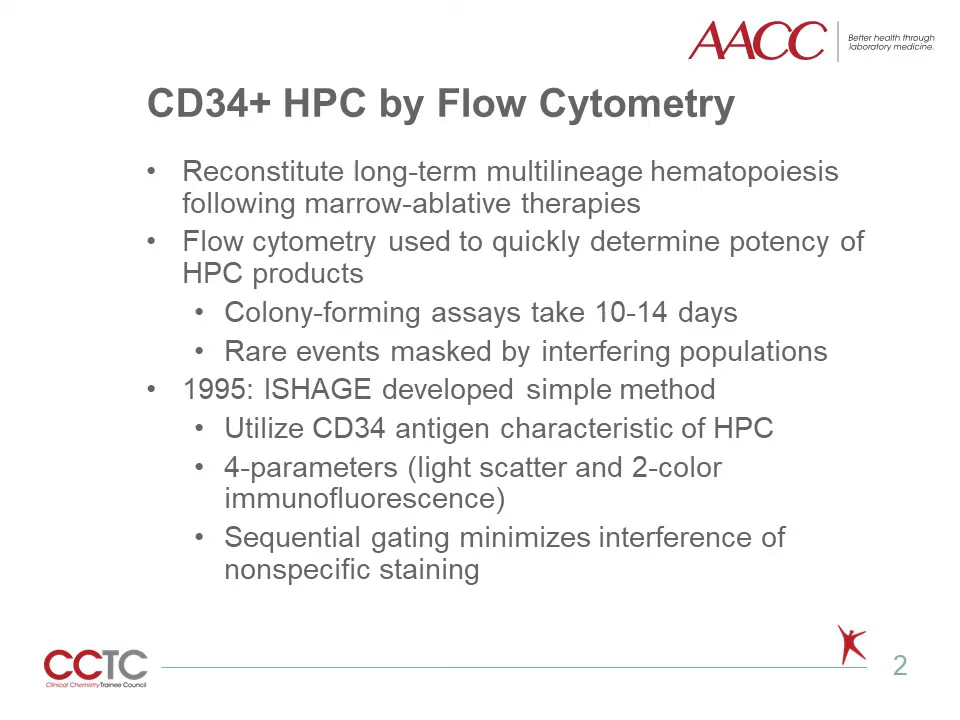 AACC
Better health through
laboratory medicine.
CD34+ HPC by Flow Cytometry
• Reconstitute long-term multilineage hematopoiesis
following marrow-ablative therapies
• Flow cytometry used to quickly determine potency of
HPC products
• Colony-forming assays take 10-14 days
• Rare events masked by interfering populations
• 1995: ISHAGE developed simple method
• Utilize CD34 antigen characteristic of HPC
• 4-parameters (light scatter and 2-color
immunofluorescence)
• Sequential gating minimizes interference of
nonspecific staining
CCTC
Clinical Chemistry Trainee Council
2